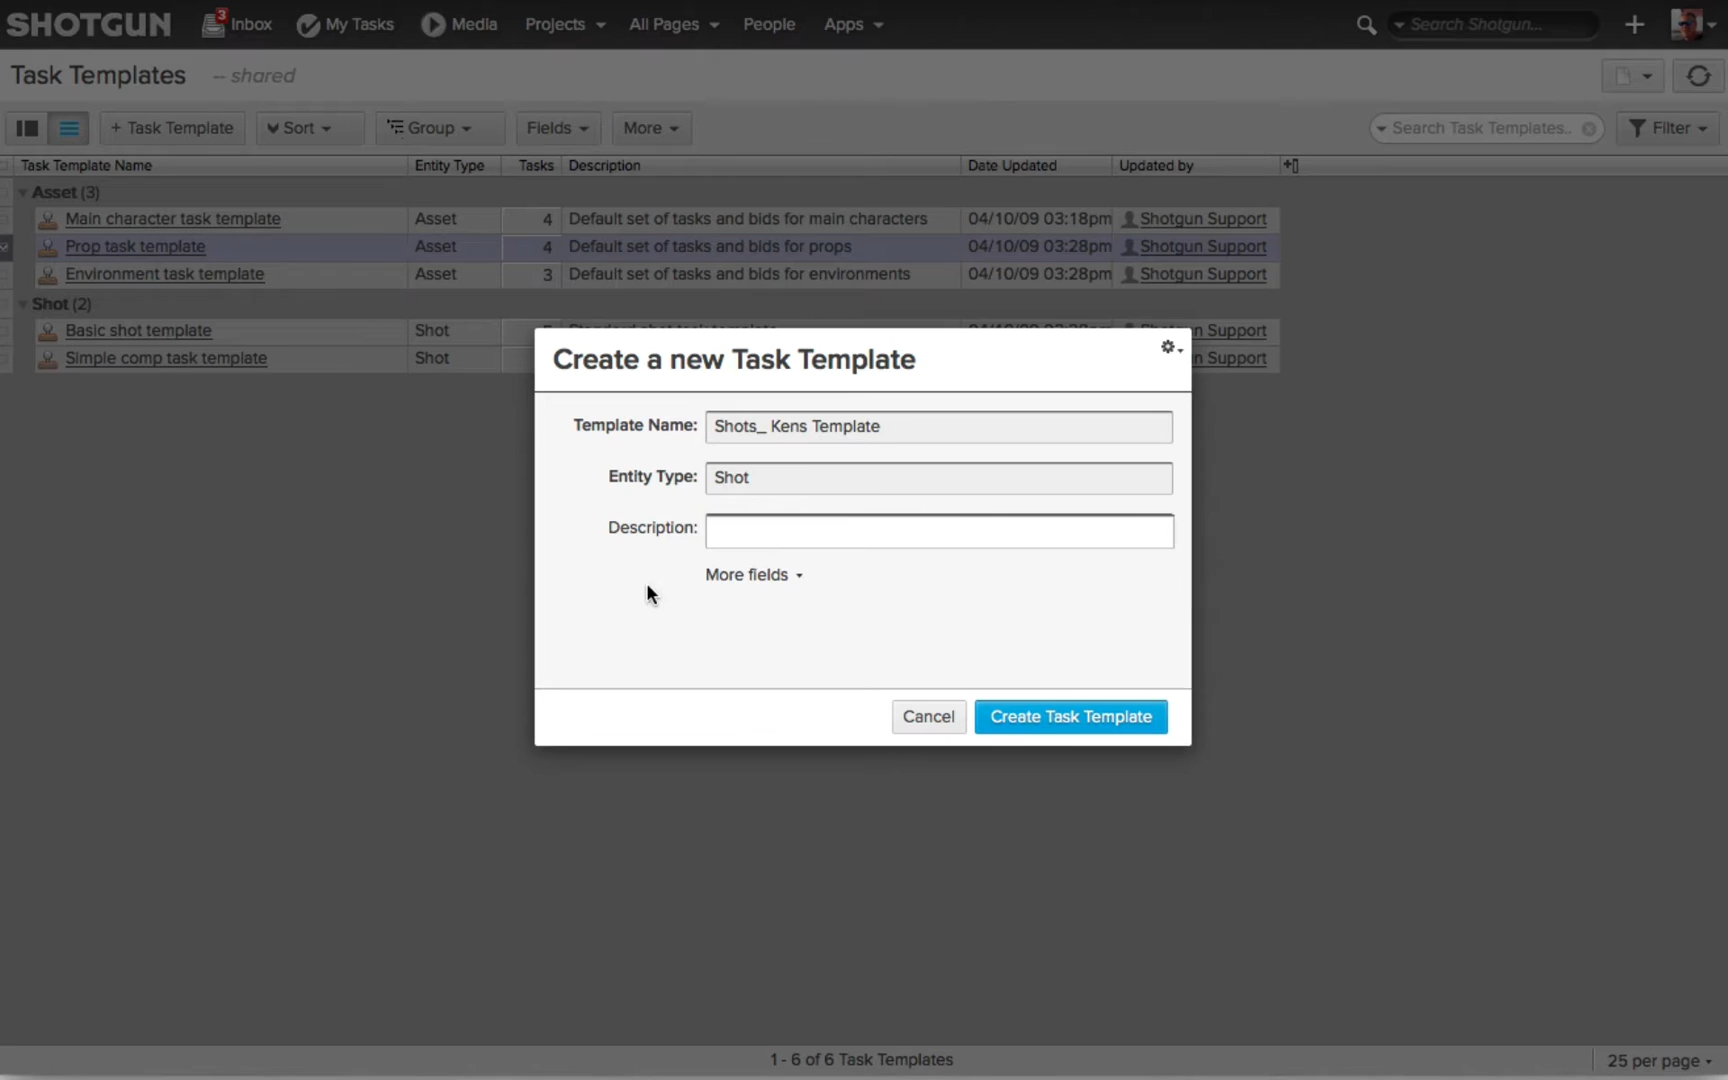 SHOTGUN 3 Inbox My Tasks Media Projects All Pages People Apps Search Shotgun...
Task Templates -- shared
+ Task Template Sort Group Fields More Search Task Templates.. Filter
Task Template Name Entity Type Tasks Description Date Updated Updated by
Asset (3)
Main character task template Asset 4 Default set of tasks and bids for main characters 04/10/09 03:18pm Shotgun Support
Prop task template Asset 4 Default set of tasks and bids for props 04/10/09 03:28pm Shotgun Support
Environment task template Asset 3 Default set of tasks and bids for environments 04/10/09 03:28pm Shotgun Support
Shot (2)
Basic shot template Shot n Support
Simple comp task template Shot n Support
Create a new Task Template
Template Name: Shots_ Kens Template
Entity Type: Shot
Description:
More fields
Cancel Create Task Template
1 - 6 of 6 Task Templates 25 per page